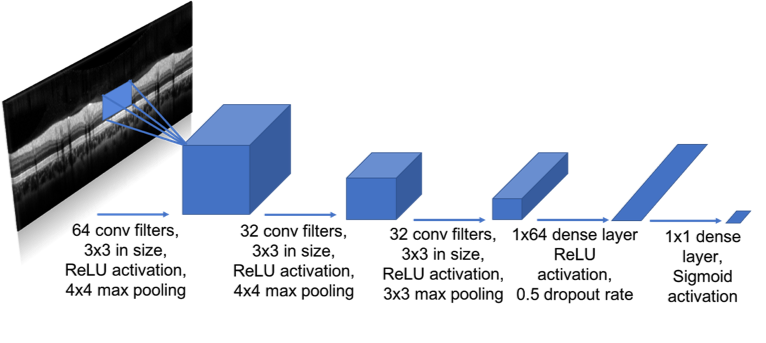 64 conv filters,
3x3 in size,
ReLU activation,
4x4 max pooling
32 conv filters,
3x3 in size,
ReLU activation,
4x4 max pooling
32 conv filters,
3x3 in size,
ReLU activation,
3x3 max pooling
1x64 dense layer
ReLU
activation,
0.5 dropout rate
1x1 dense
layer,
Sigmoid
activation